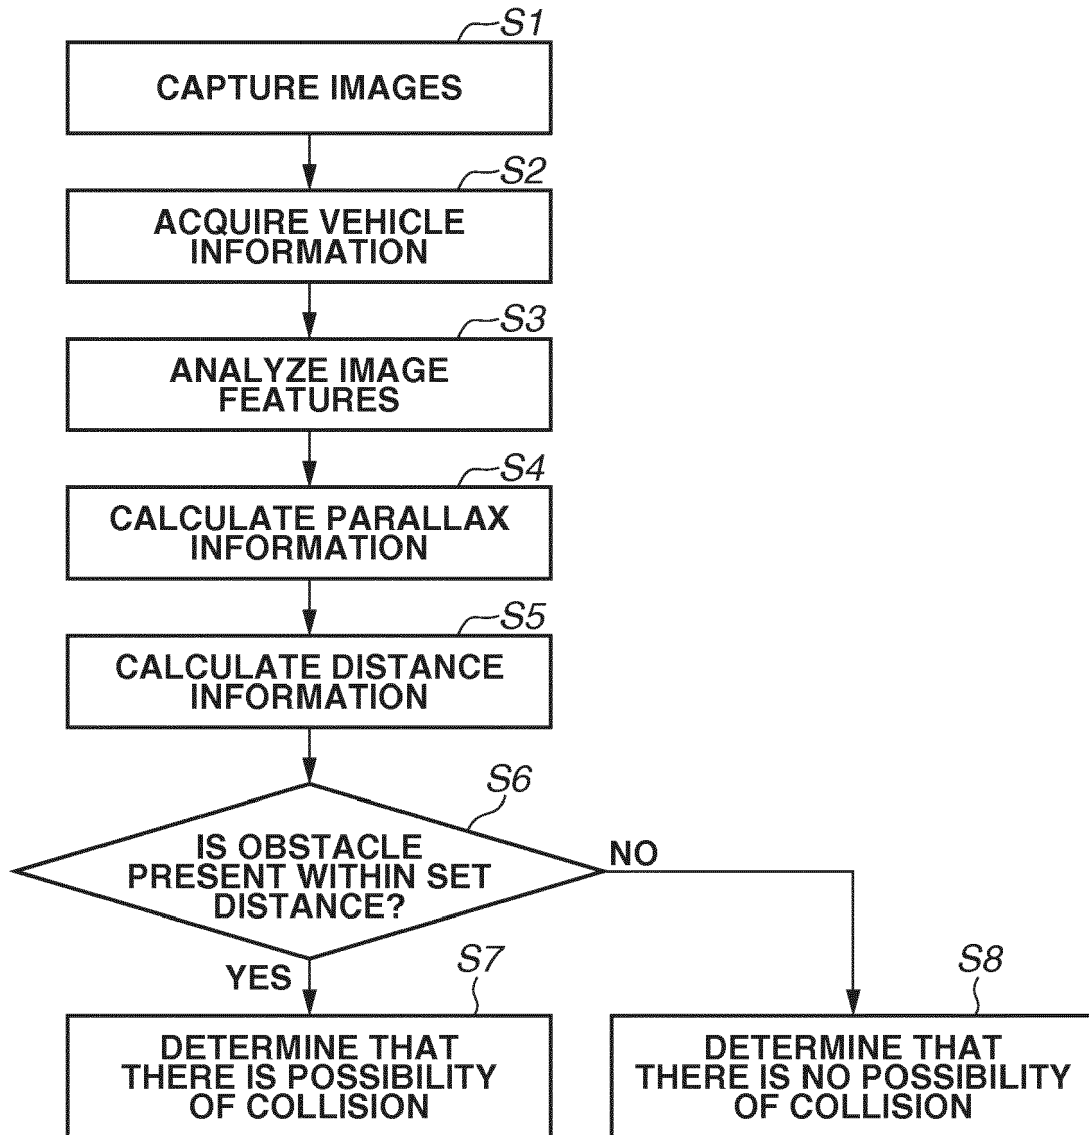 S1
CAPTURE IMAGES
S2
ACQUIRE VEHICLE
INFORMATION
S3
ANALYZE IMAGE
FEATURES
S4
CALCULATE PARALLAX
INFORMATION
S5
CALCULATE DISTANCE
INFORMATION
S6
IS OBSTACLE
PRESENT WITHIN SET
DISTANCE?
NO
YES
S7
DETERMINE THAT
THERE IS POSSIBILITY
OF COLLISION
S8
DETERMINE THAT
THERE IS NO POSSIBILITY
OF COLLISION